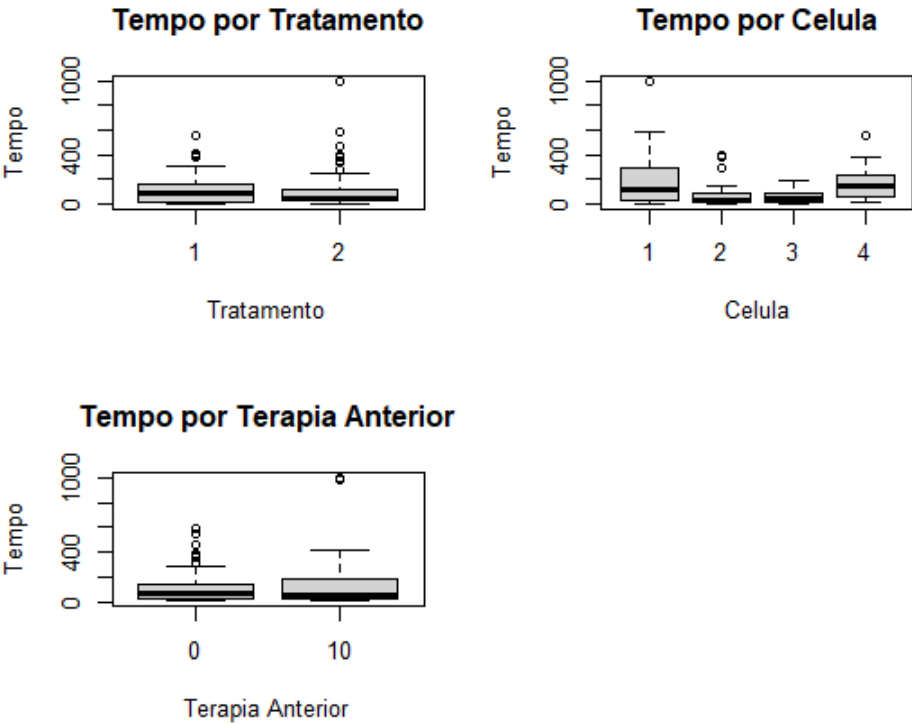 Tempo por Tratamento
Tempo
1000
400
0
1 2
Tratamento
Tempo por Celula
Tempo
1000
400
0
1 2 3 4
Celula
Tempo por Terapia Anterior
Tempo
1000
400
0
0 10
Terapia Anterior